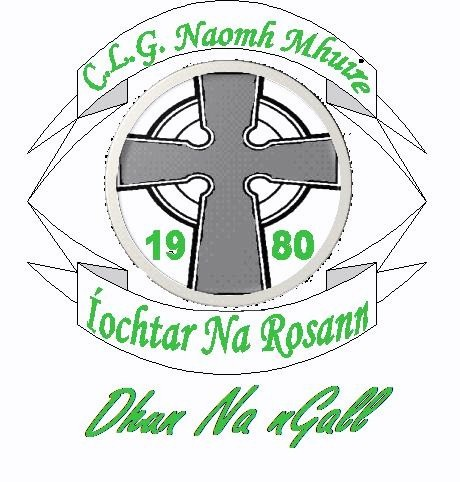 C.L.G. Naomh Mhuire
19 80
Íochtar Na Rosann
Dhun Na nGall